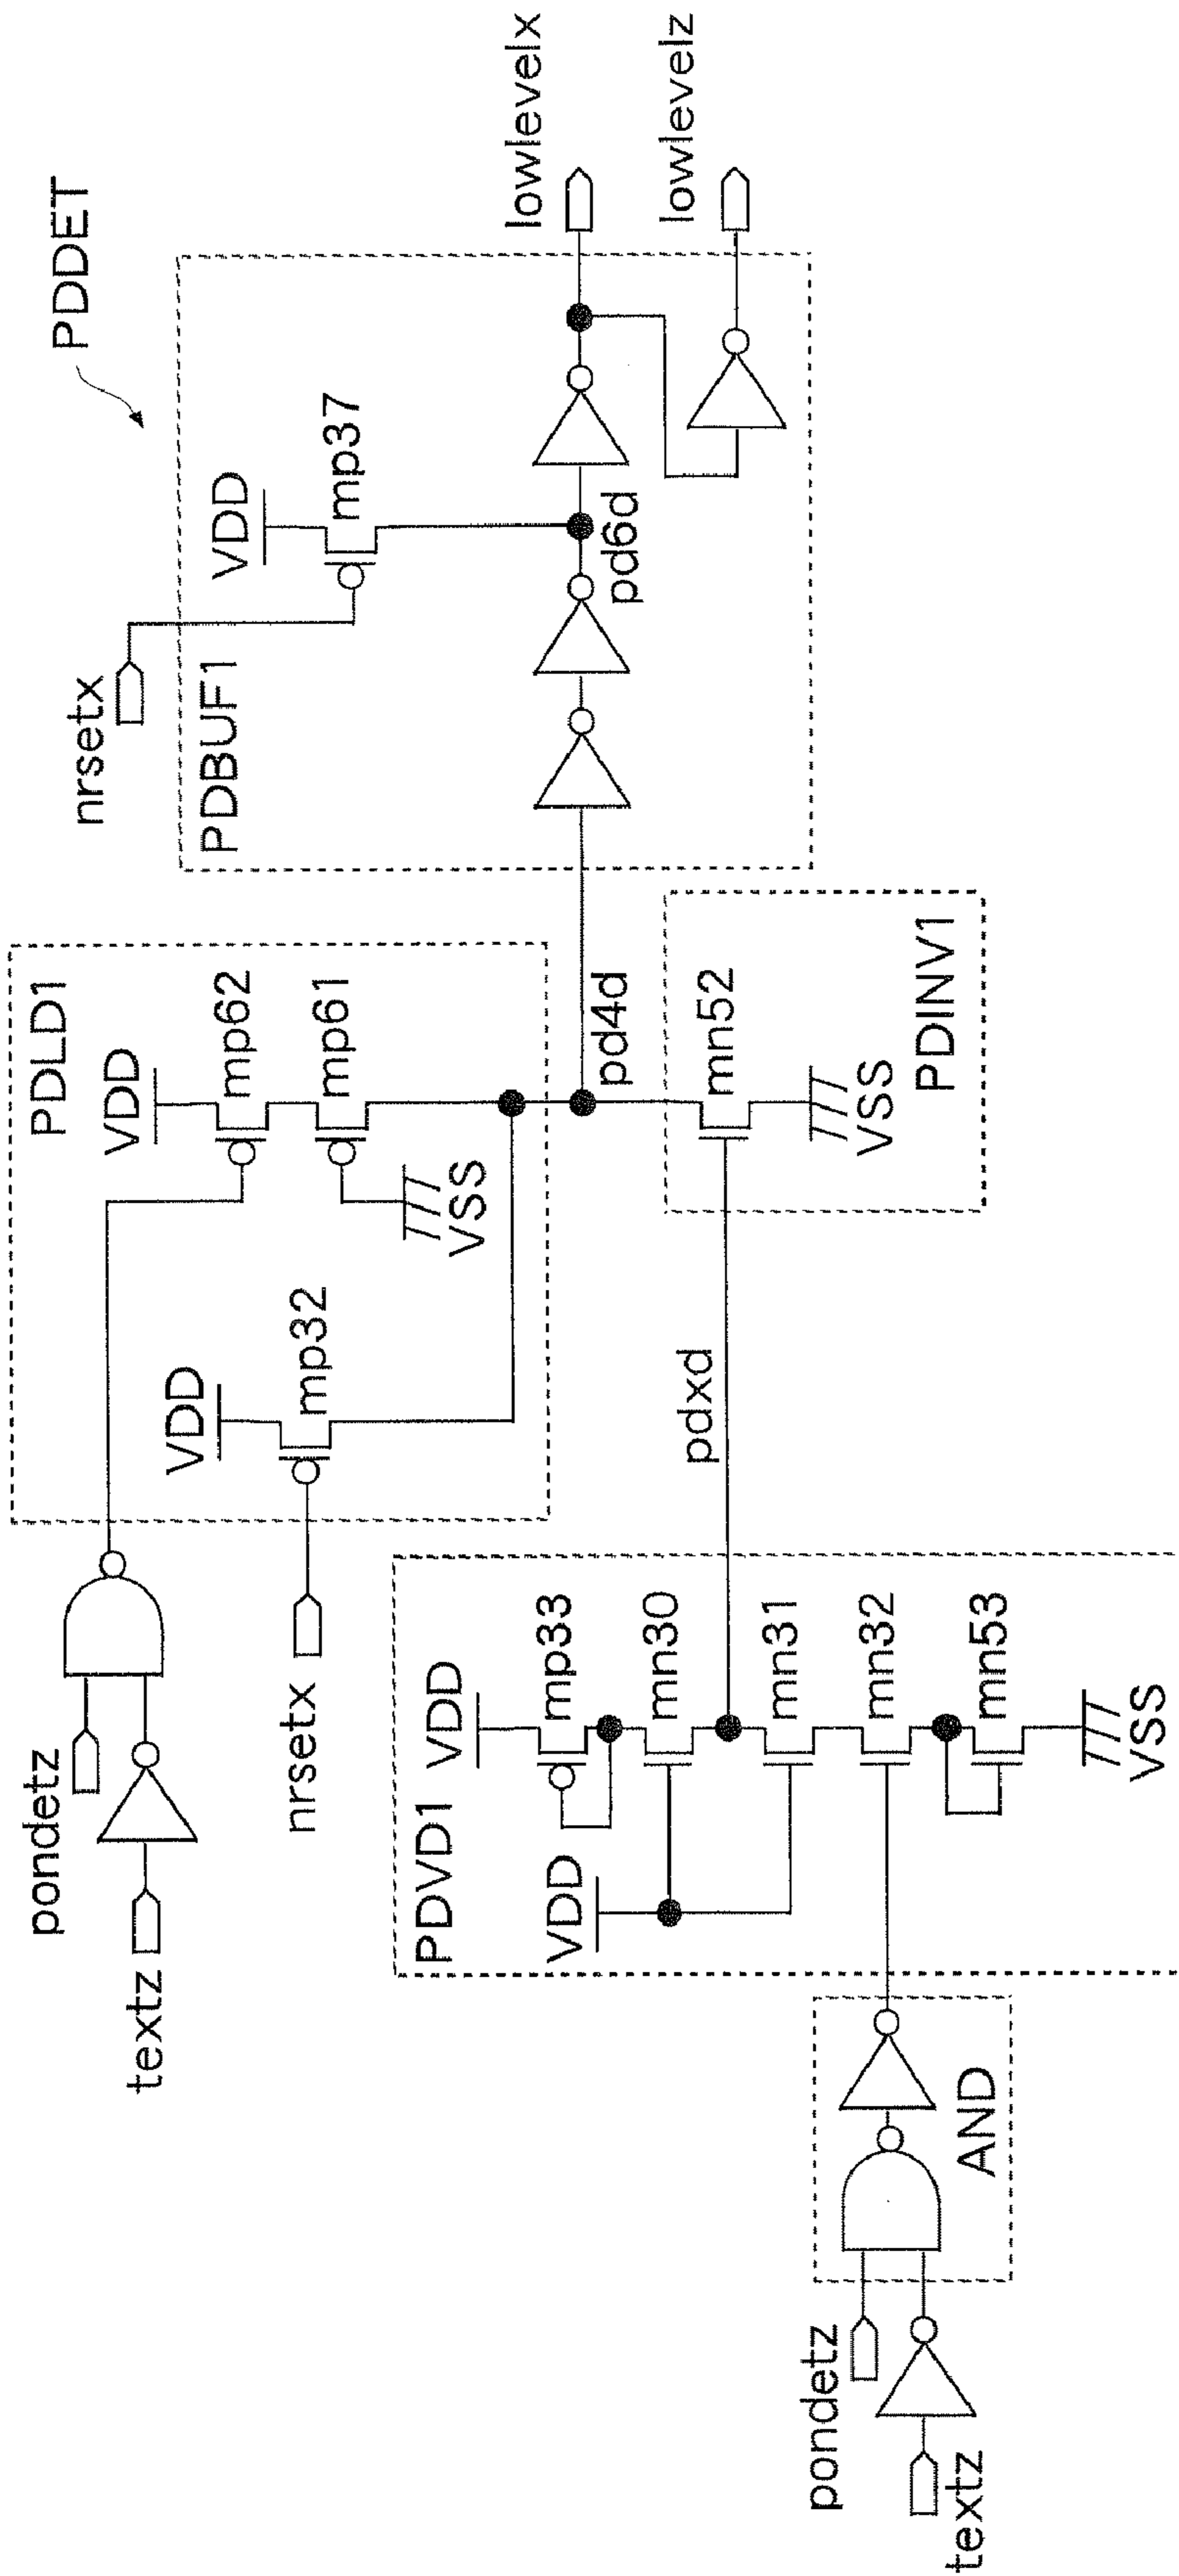 PDDET
nrsetx
PDBUF1
VDD
mp37
pd6d
lowlevelx
lowlevelz
pondetz
textz
PDLD1
VDD
mp62
mp61
VSS
VDD
mp32
nrsetx
pd4d
mn52
VSS
PDINV1
pdxd
PDVD1
VDD
mp33
mn30
VDD
mn31
mn32
mn53
VSS
pondetz
textz
AND